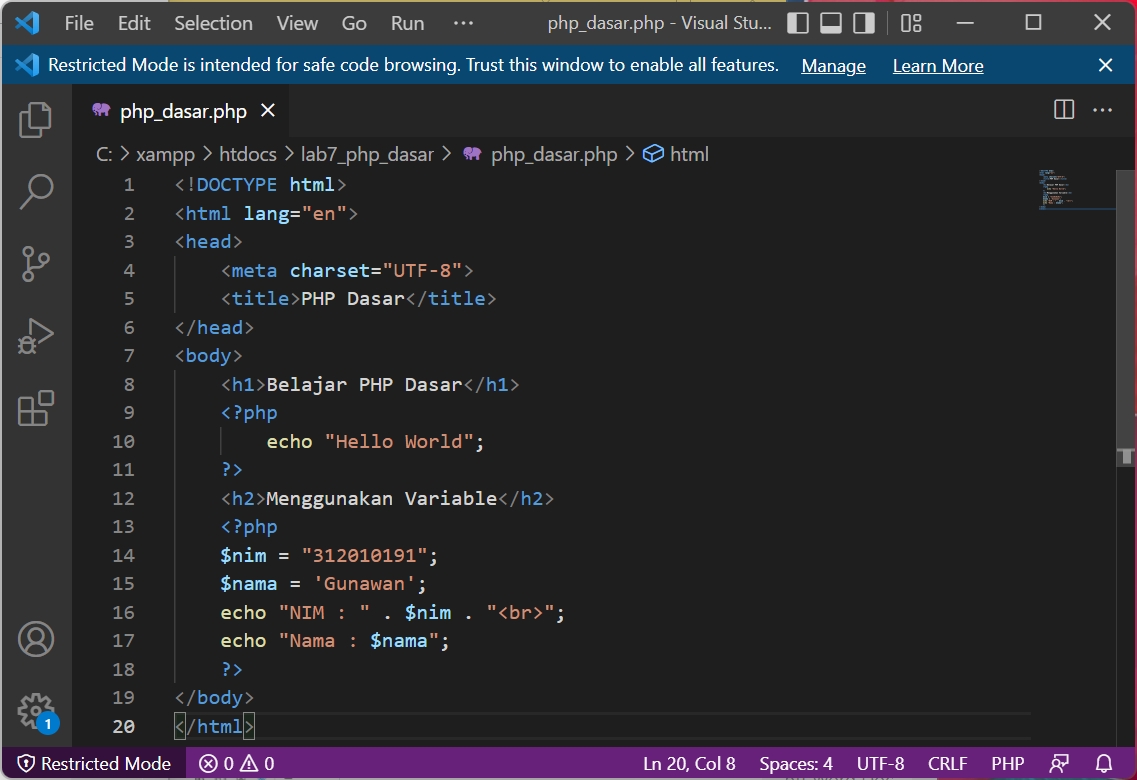 File Edit Selection View Go Run ··· php_dasar.php - Visual Stu...
Restricted Mode is intended for safe code browsing. Trust this window to enable all features. Manage Learn More
php_dasar.php
C: > xampp > htdocs > lab7_php_dasar > php_dasar.php > html
1 <!DOCTYPE html>
2 <html lang="en">
3 <head>
4 <meta charset="UTF-8">
5 <title>PHP Dasar</title>
6 </head>
7 <body>
8 <h1>Belajar PHP Dasar</h1>
9 <?php
10 echo "Hello World";
11 ?>
12 <h2>Menggunakan Variable</h2>
13 <?php
14 $nim = "312010191";
15 $nama = 'Gunawan';
16 echo "NIM : " . $nim . "<br>";
17 echo "Nama : $nama";
18 ?>
19 </body>
20 </html>
1
Restricted Mode 0 0 Ln 20, Col 8 Spaces: 4 UTF-8 CRLF PHP